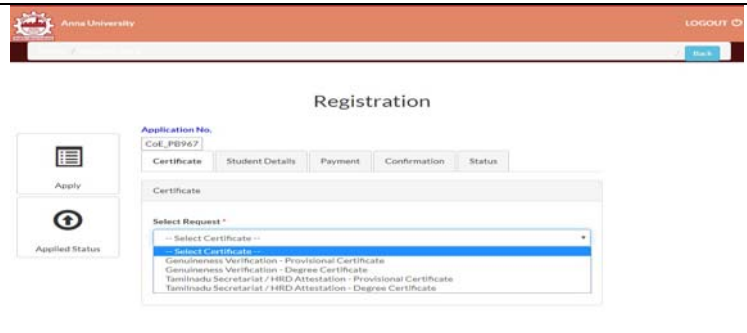 Anna University
LOGOUT
Back
Registration
Application No.
CoE_PB967
Apply
Applied Status
Certificate
Student Details
Payment
Confirmation
Status
Certificate
Select Request *
-- Select Certificate --
-- Select Certificate --
Genuineness Verification - Provisional Certificate
Genuineness Verification - Degree Certificate
Tamilnadu Secretariat / HRD Attestation - Provisional Certificate
Tamilnadu Secretariat / HRD Attestation - Degree Certificate